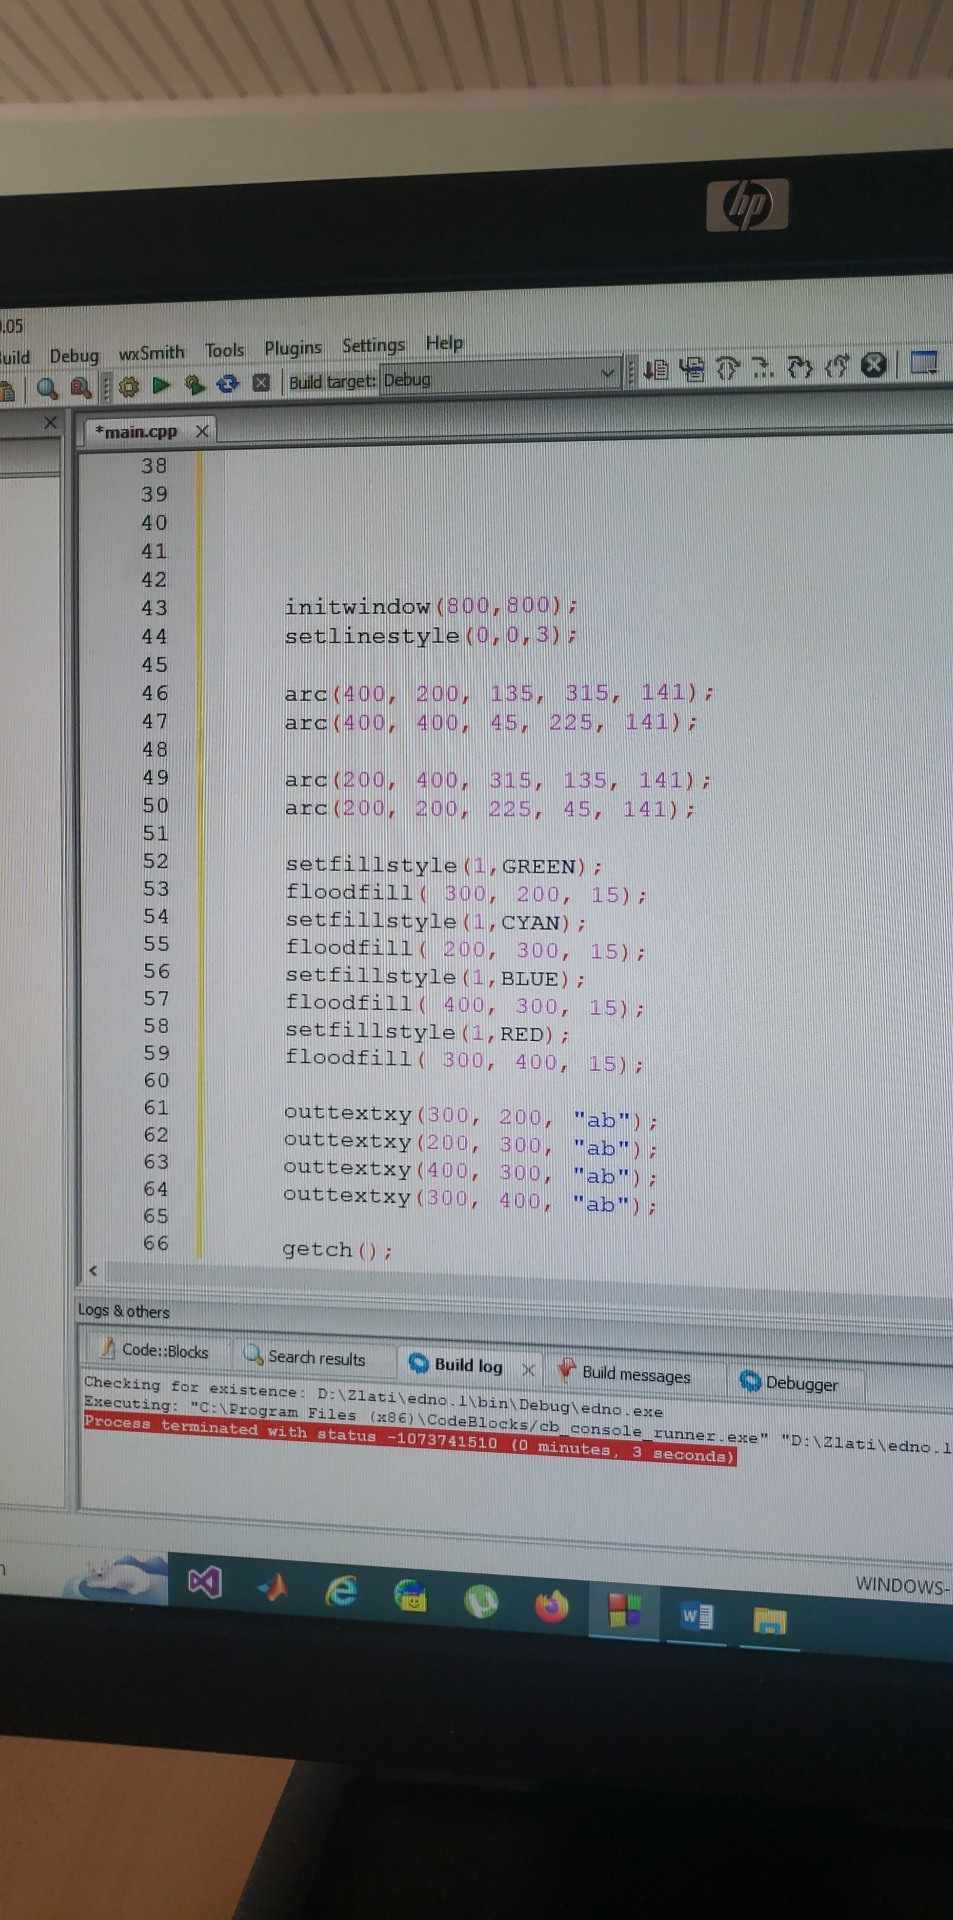 hp
.05
uild Debug wxSmith Tools Plugins Settings Help
Build target: Debug
*main.cpp
38
39
40
41
42
43 initwindow(800,800);
44 setlinestyle(0,0,3);
45
46 arc(400, 200, 135, 315, 141);
47 arc(400, 400, 45, 225, 141);
48
49 arc(200, 400, 315, 135, 141);
50 arc(200, 200, 225, 45, 141);
51
52 setfillstyle(1,GREEN);
53 floodfill( 300, 200, 15);
54 setfillstyle(1,CYAN);
55 floodfill( 200, 300, 15);
56 setfillstyle(1,BLUE);
57 floodfill( 400, 300, 15);
58 setfillstyle(1,RED);
59 floodfill( 300, 400, 15);
60
61 outtextxy(300, 200, "ab");
62 outtextxy(200, 300, "ab");
63 outtextxy(400, 300, "ab");
64 outtextxy(300, 400, "ab");
65
66 getch();
Logs & others
Code::Blocks Search results Build log Build messages Debugger
Checking for existence: D:\Zlati\edno.1\bin\Debug\edno.exe
Executing: "C:\Program Files (x86)\CodeBlocks/cb_console_runner.exe" "D:\Zlati\edno.1
Process terminated with status -1073741510 (0 minutes, 3 seconds)
WINDOWS-